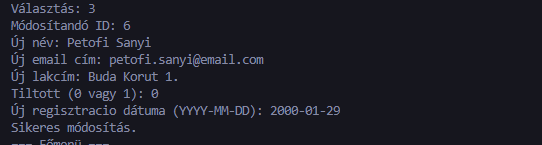 Választás: 3
Módosítandó ID: 6
Új név: Petofi Sanyi
Új email cím: petofi.sanyi@email.com
Új lakcím: Buda Korut 1.
Tiltott (0 vagy 1): 0
Új regisztracio dátuma (YYYY-MM-DD): 2000-01-29
Sikeres módosítás.
=== Főmenü ===